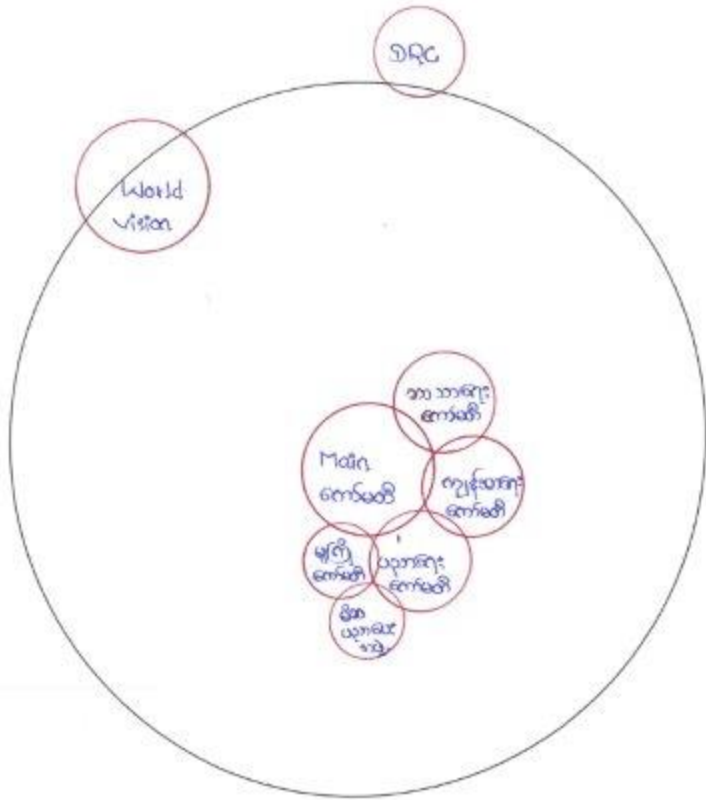 DRC
World
Vision
ဘာသာရေး
ကော်မတီ
Main
ကော်မတီ
ကျန်းမာရေး
ကော်မတီ
ကော်မတီ
ပညာရေး
ကော်မတီ
မိဘ